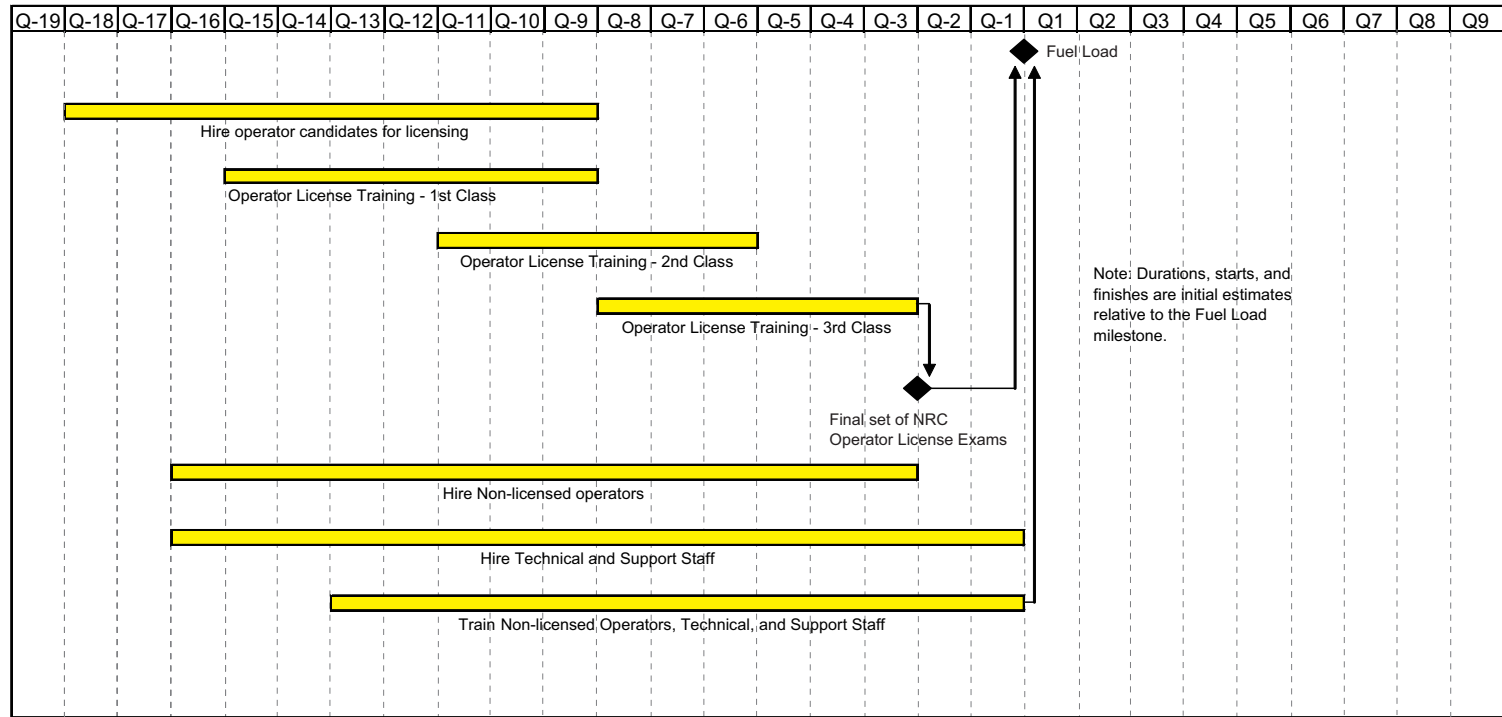 Q-19 Q-18 Q-17 Q-16 Q-15 Q-14 Q-13 Q-12 Q-11 Q-10 Q-9 Q-8 Q-7 Q-6 Q-5 Q-4 Q-3 Q-2 Q-1 Q1 Q2 Q3 Q4 Q5 Q6 Q7 Q8 Q9
Fuel Load
Hire operator candidates for licensing
Operator License Training - 1st Class
Operator License Training - 2nd Class
Note: Durations, starts, and
finishes are initial estimates
relative to the Fuel Load
milestone.
Operator License Training - 3rd Class
Final set of NRC
Operator License Exams
Hire Non-licensed operators
Hire Technical and Support Staff
Train Non-licensed Operators, Technical, and Support Staff